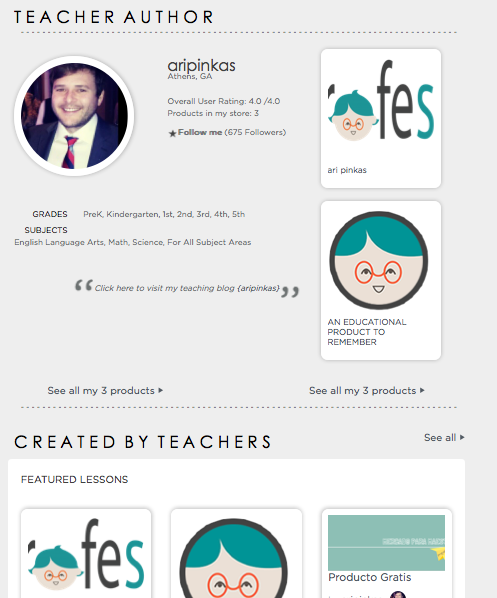 TEACHER AUTHOR
aripinkas
Athens, GA
Overall User Rating: 4.0 /4.0
Products in my store: 3
★Follow me (675 Followers)
fes
ari pinkas
GRADES PreK, Kindergarten, 1st, 2nd, 3rd, 4th, 5th
SUBJECTS
English Language Arts, Math, Science, For All Subject Areas
“Click here to visit my teaching blog {aripinkas}”
AN EDUCATIONAL
PRODUCT TO
REMEMBER
See all my 3 products ▸
See all my 3 products ▸
CREATED BY TEACHERS
See all ▸
FEATURED LESSONS
fes
Producto Gratis